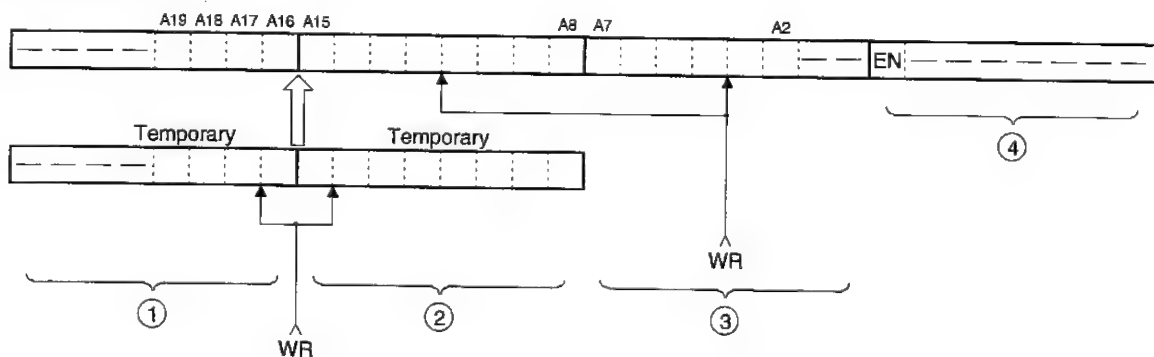 A19 A18 A17 A16 A15 A8 A7 A2
EN
Temporary Temporary
④
WR
① ② ③
WR